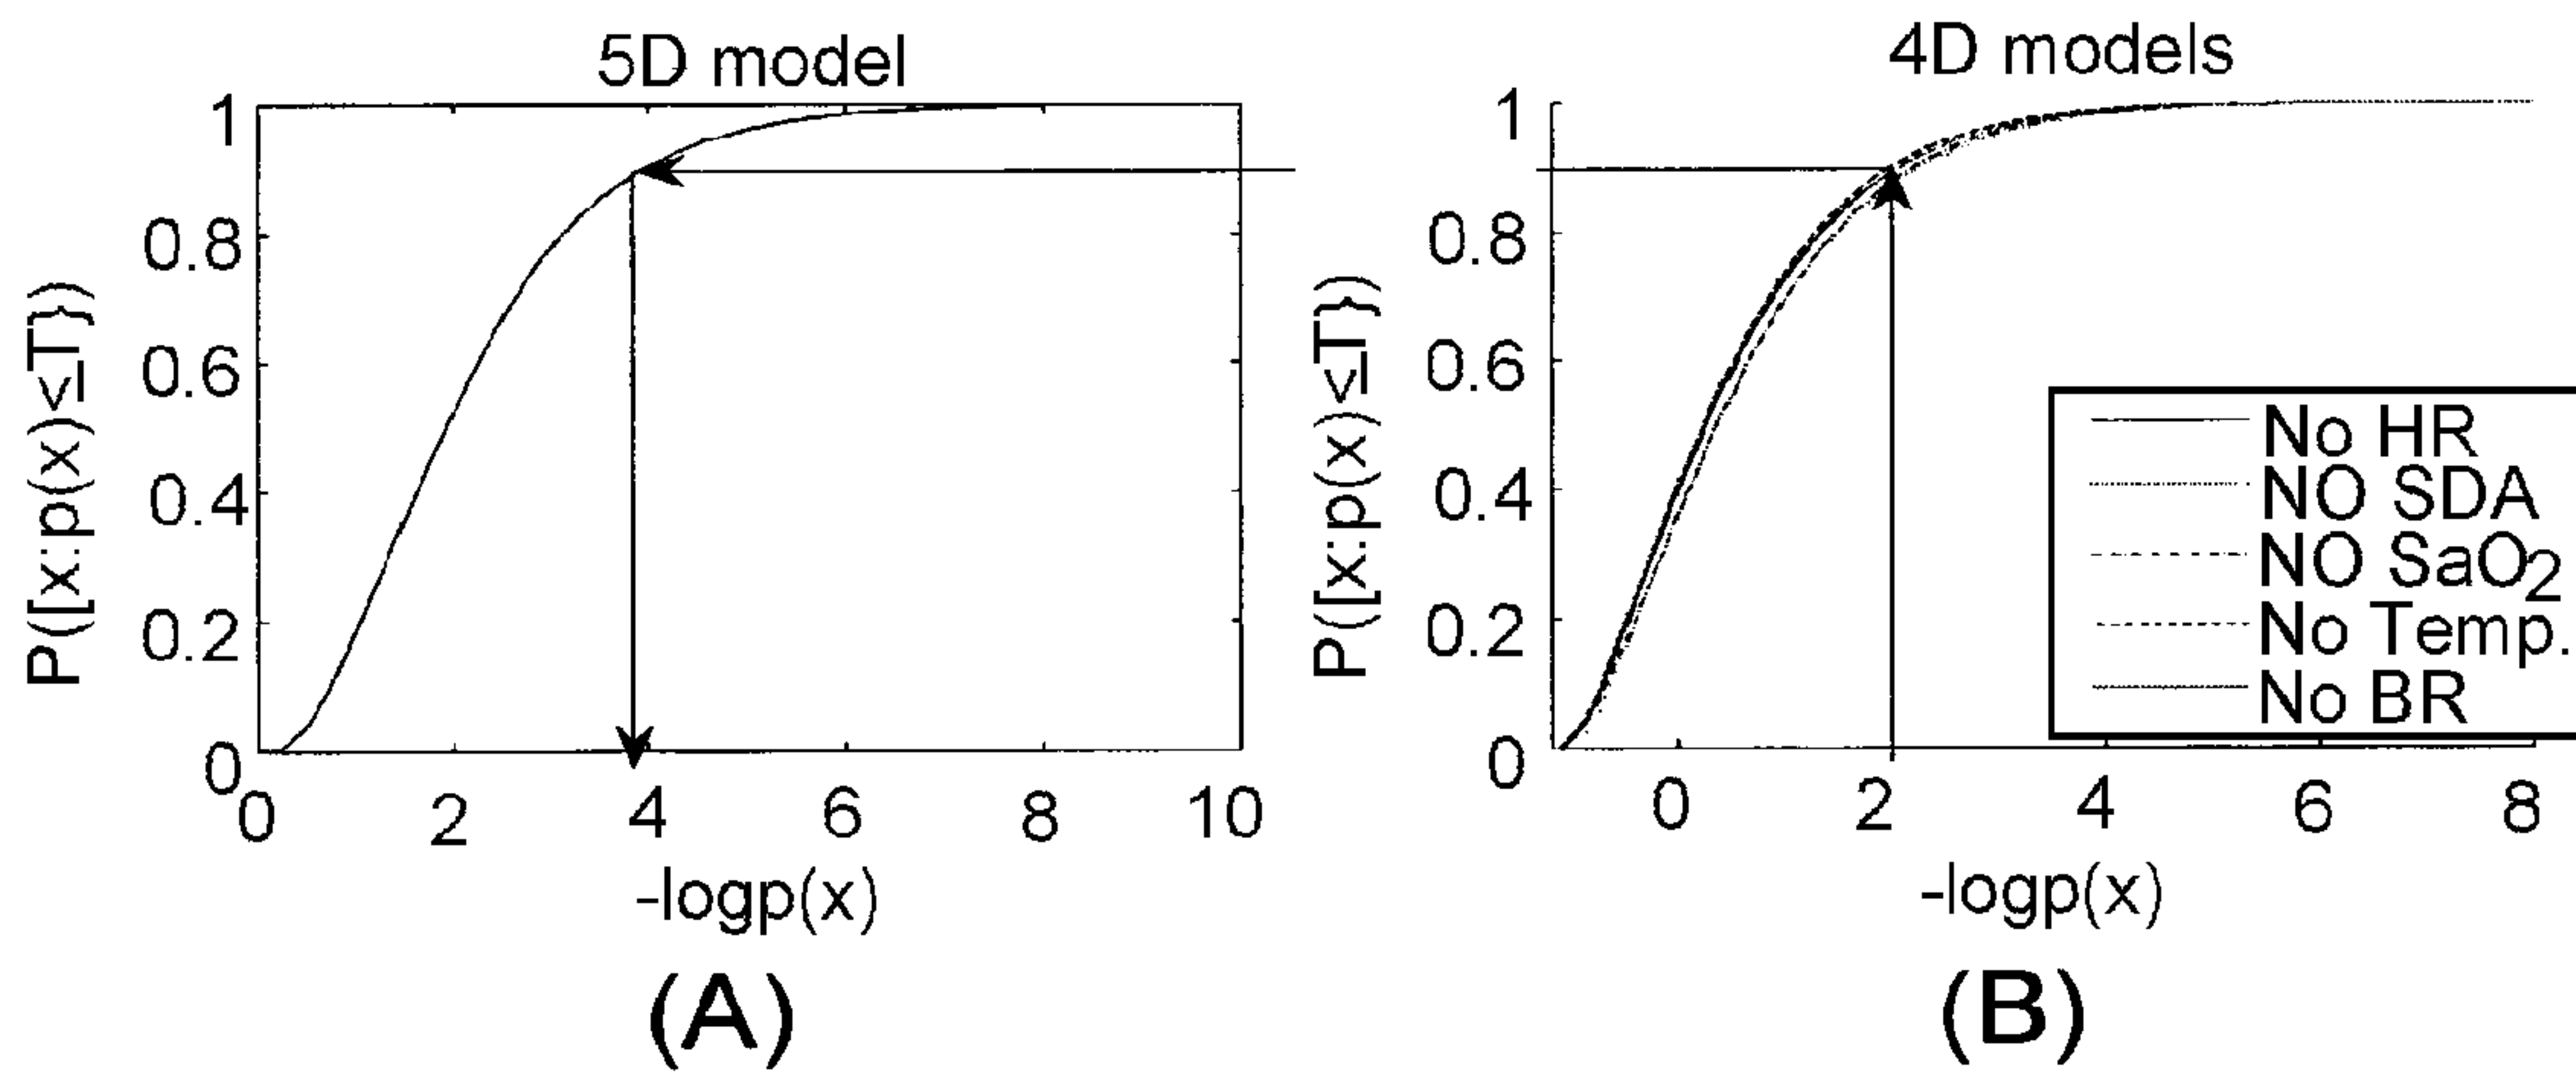 5D model
1
0.8
0.6
0.4
0.2
0
P([x:p(x)≤T})
0
2
4
6
8
10
-logp(x)
(A)
4D models
1
0.8
0.6
0.4
0.2
0
P([x:p(x)≤T})
0
2
4
6
8
-logp(x)
No HR
NO SDA
NO SaO2
No Temp.
No BR
(B)